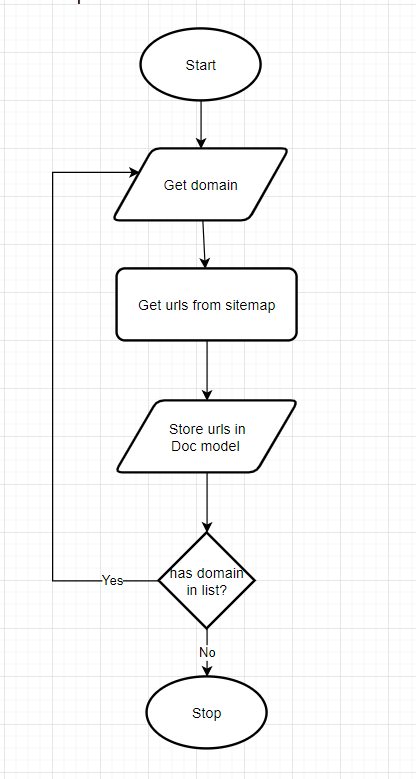 Start
Get domain
Get urls from sitemap
Store urls in
Doc model
has domain
in list?
Yes
No
Stop